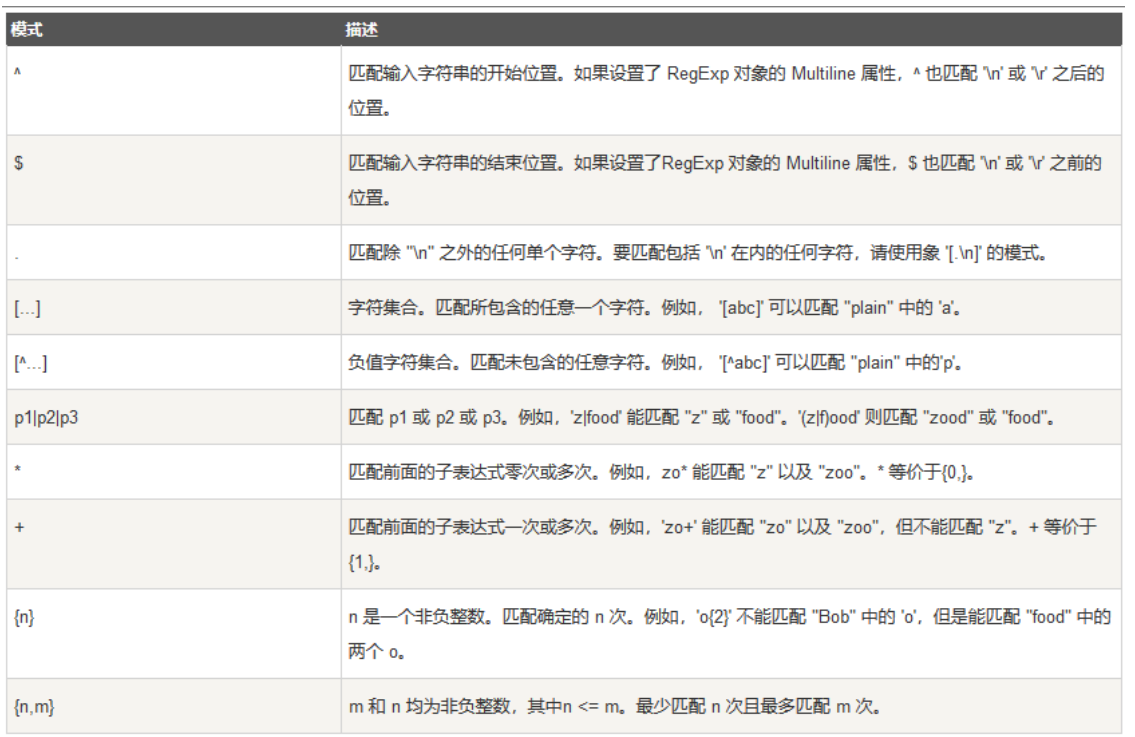 模式 描述
^ 匹配输入字符串的开始位置。如果设置了 RegExp 对象的 Multiline 属性，^ 也匹配 '\n' 或 '\r' 之后的
位置。
$ 匹配输入字符串的结束位置。如果设置了RegExp 对象的 Multiline 属性，$ 也匹配 '\n' 或 '\r' 之前的
位置。
. 匹配除 "\n" 之外的任何单个字符。要匹配包括 '\n' 在内的任何字符，请使用象 '[.\n]' 的模式。
[...] 字符集合。匹配所包含的任意一个字符。例如， '[abc]' 可以匹配 "plain" 中的 'a'。
[^...] 负值字符集合。匹配未包含的任意字符。例如， '[^abc]' 可以匹配 "plain" 中的'p'。
p1|p2|p3 匹配 p1 或 p2 或 p3。例如，'z|food' 能匹配 "z" 或 "food"。'(z|f)ood' 则匹配 "zood" 或 "food"。
* 匹配前面的子表达式零次或多次。例如，zo* 能匹配 "z" 以及 "zoo"。* 等价于{0,}。
+ 匹配前面的子表达式一次或多次。例如，'zo+' 能匹配 "zo" 以及 "zoo"，但不能匹配 "z"。+ 等价于
{1,}。
{n} n 是一个非负整数。匹配确定的 n 次。例如，'o{2}' 不能匹配 "Bob" 中的 'o'，但是能匹配 "food" 中的
两个 o。
{n,m} m 和 n 均为非负整数，其中n <= m。最少匹配 n 次且最多匹配 m 次。